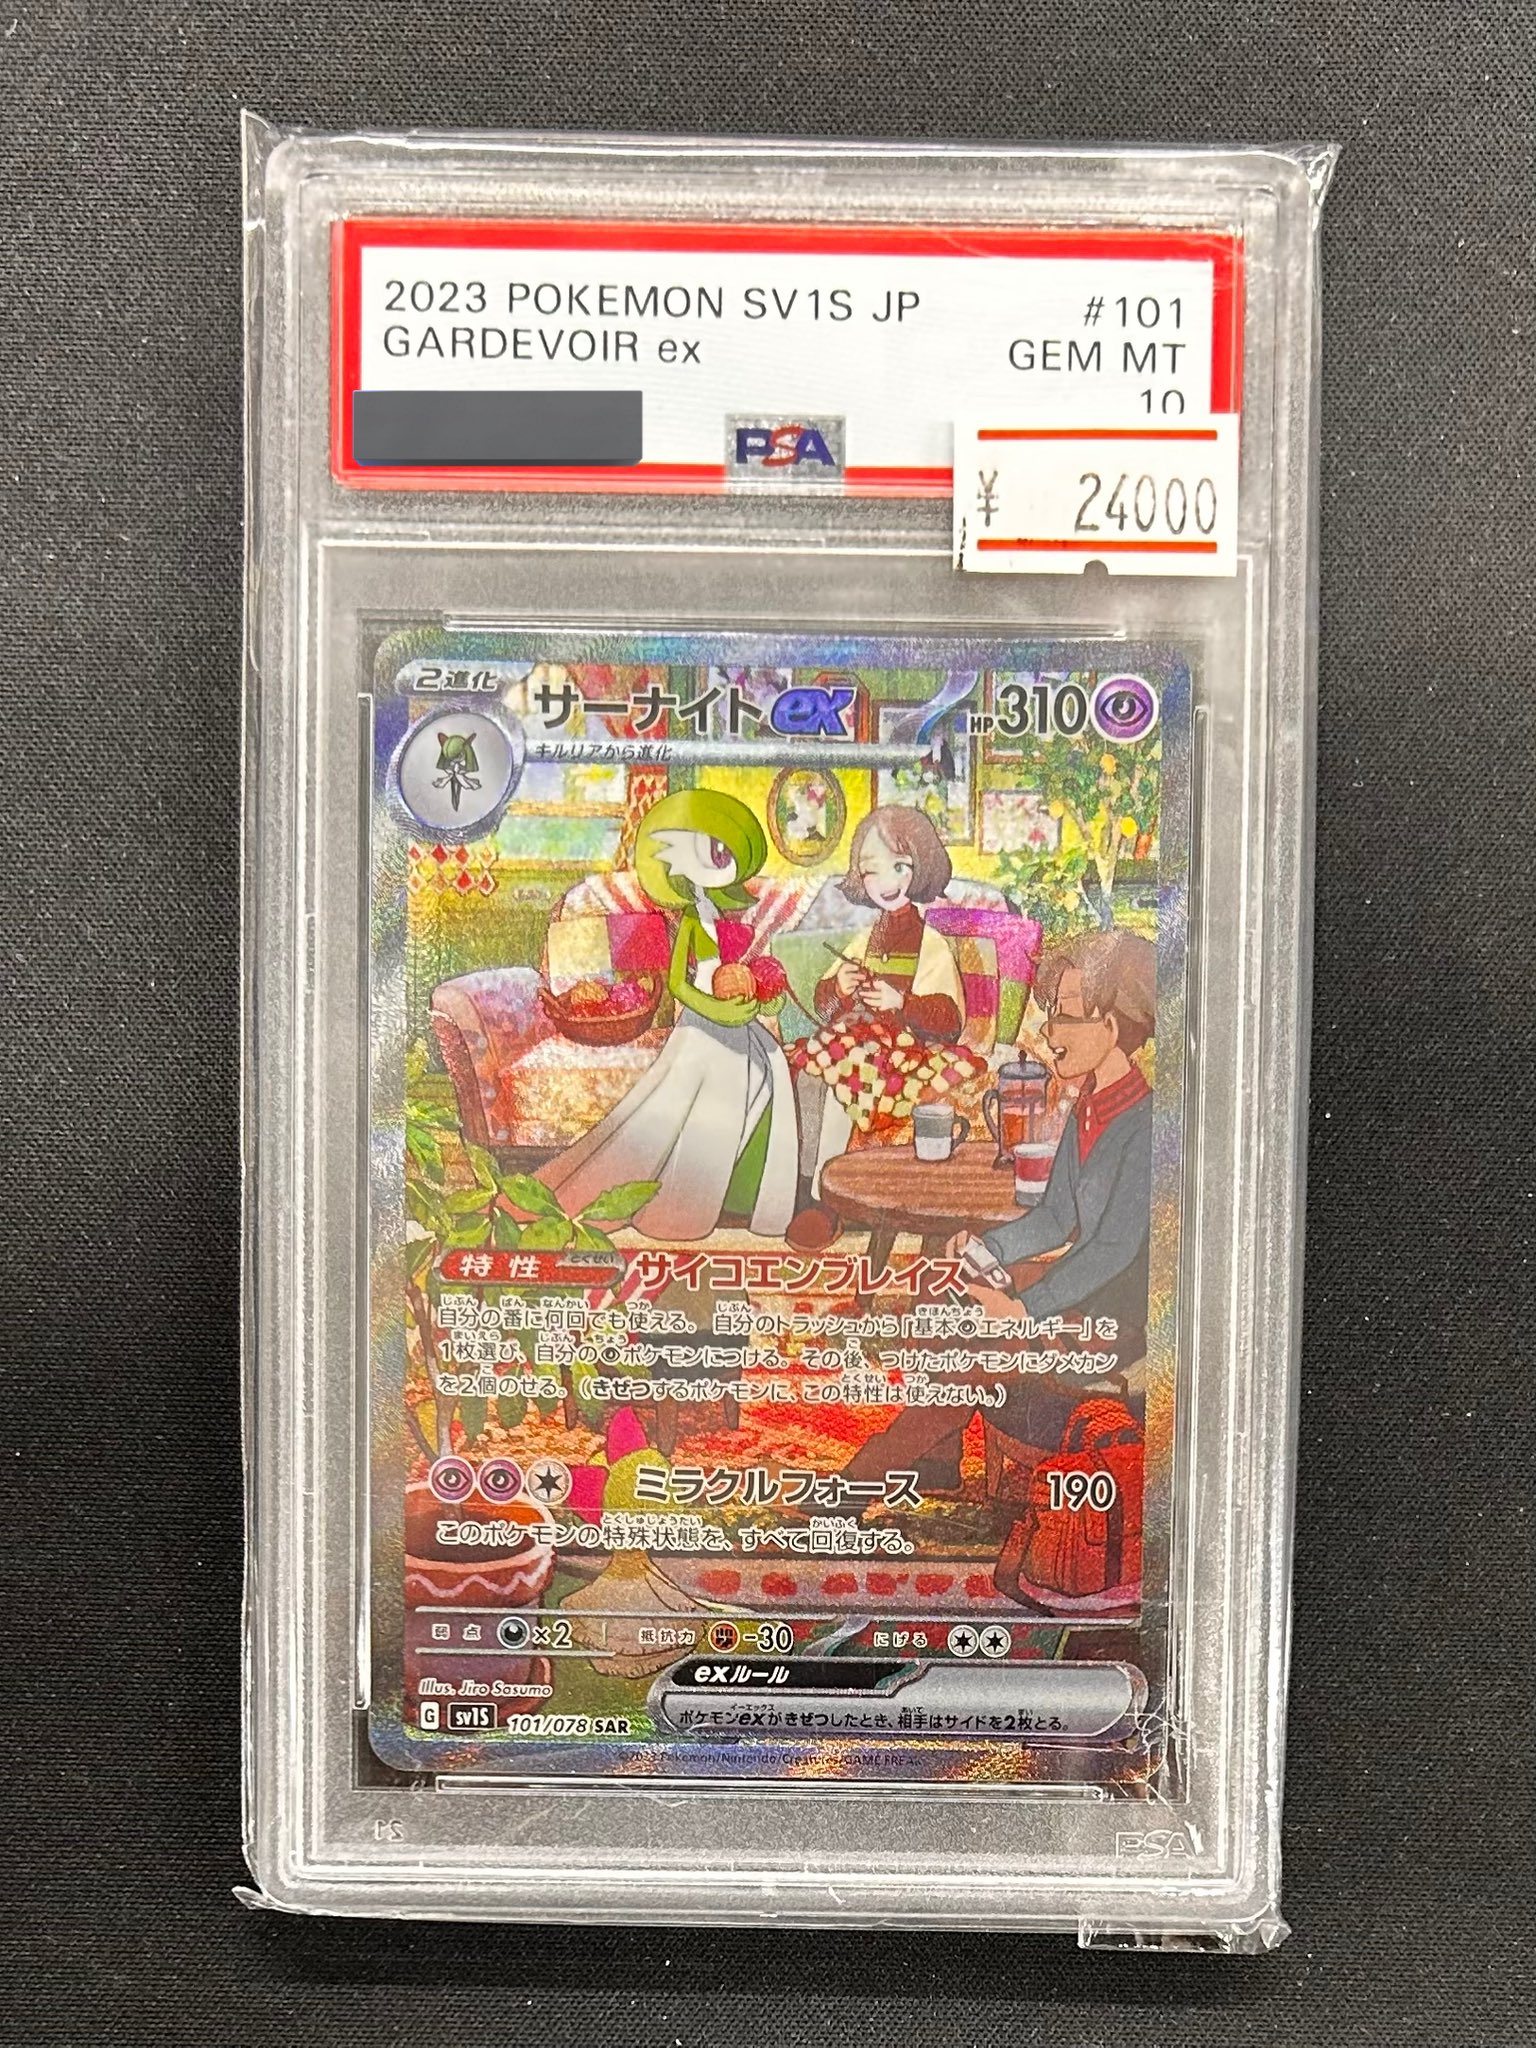 2023 POKEMON SV1S JP
#101
GARDEVOIR ex
GEM MT
10
PSA
¥ 24000
2進化
サーナイトex
HP310
キルリアから進化
特性
とくせい
サイコエンブレイス
自分の番に何回でも使える。自分のトラッシュから「基本エネルギー」を
1枚選び、自分のポケモンにつける。その後、つけたポケモンにダメカン
を2個のせる。(きぜつするポケモンに、この特性は使えない。)
ミラクルフォース
190
このポケモンの特殊状態を、すべて回復する。
弱点
×2
抵抗力
-30
にげる
exルール
ポケモンexがきぜつしたとき、相手はサイドを2枚とる。
Illus. Jiro Sasumo
G sv1S 101/078 SAR
©2023 Pokémon/Nintendo/Creatures/GAME FREAK
PSA